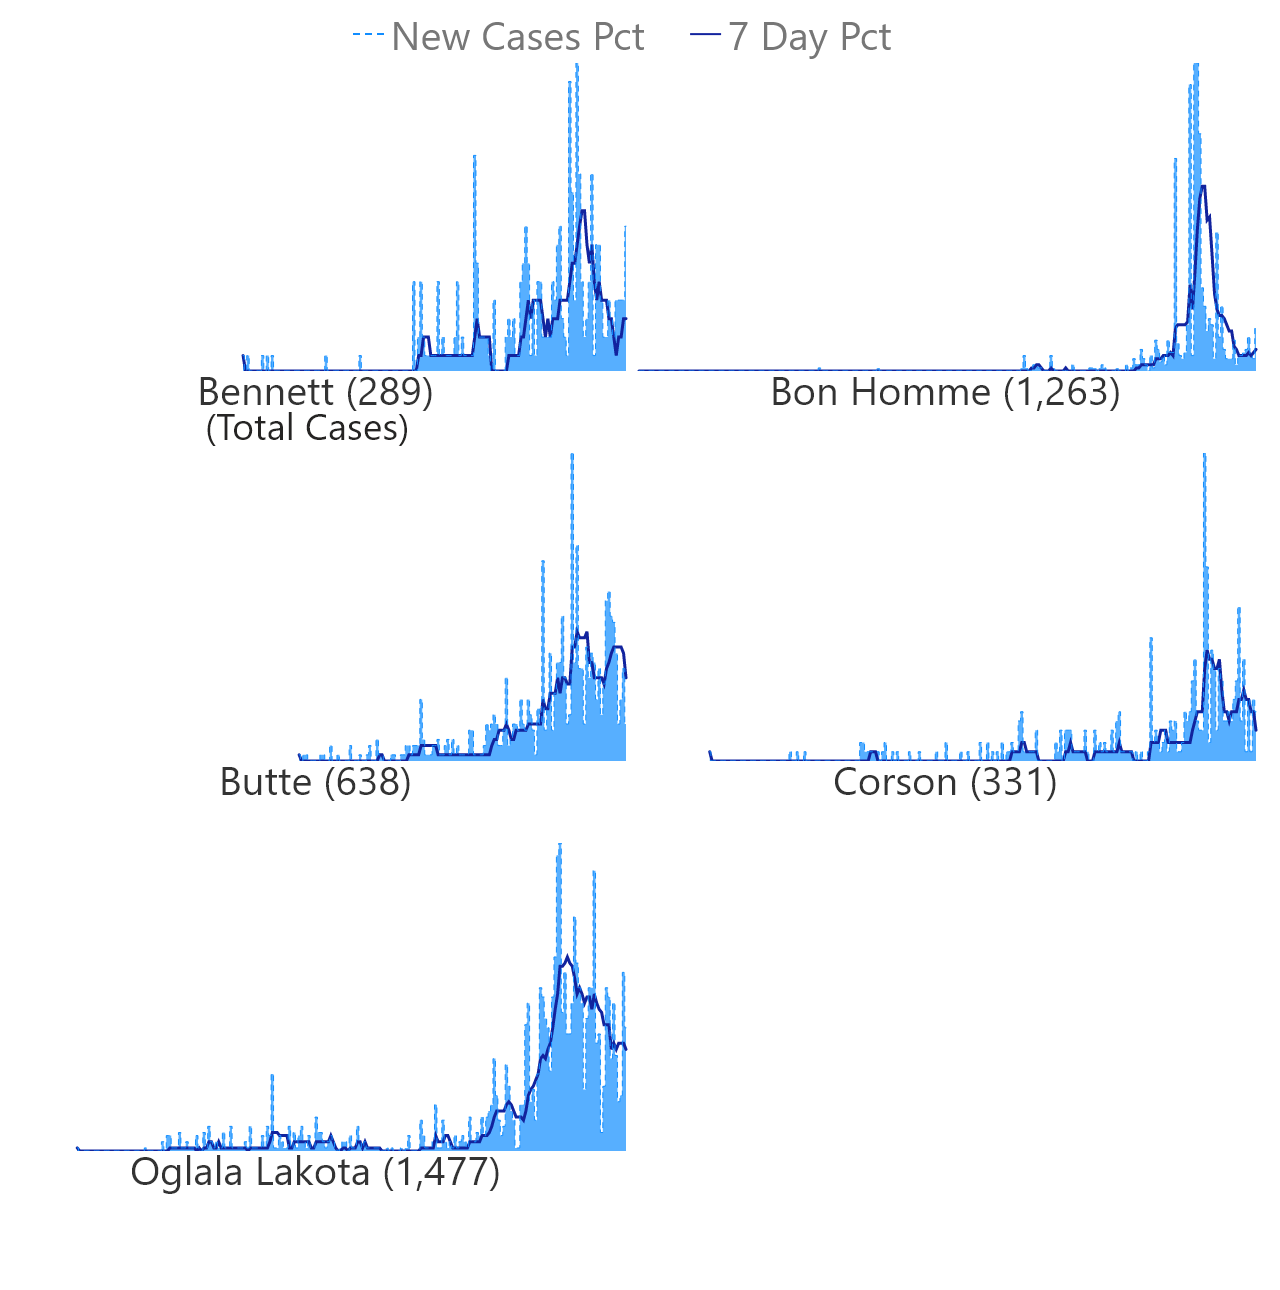 New Cases Pct 7 Day Pct
Bennett (289) Bon Homme (1,263)
(Total Cases)
Butte (638) Corson (331)
Oglala Lakota (1,477)